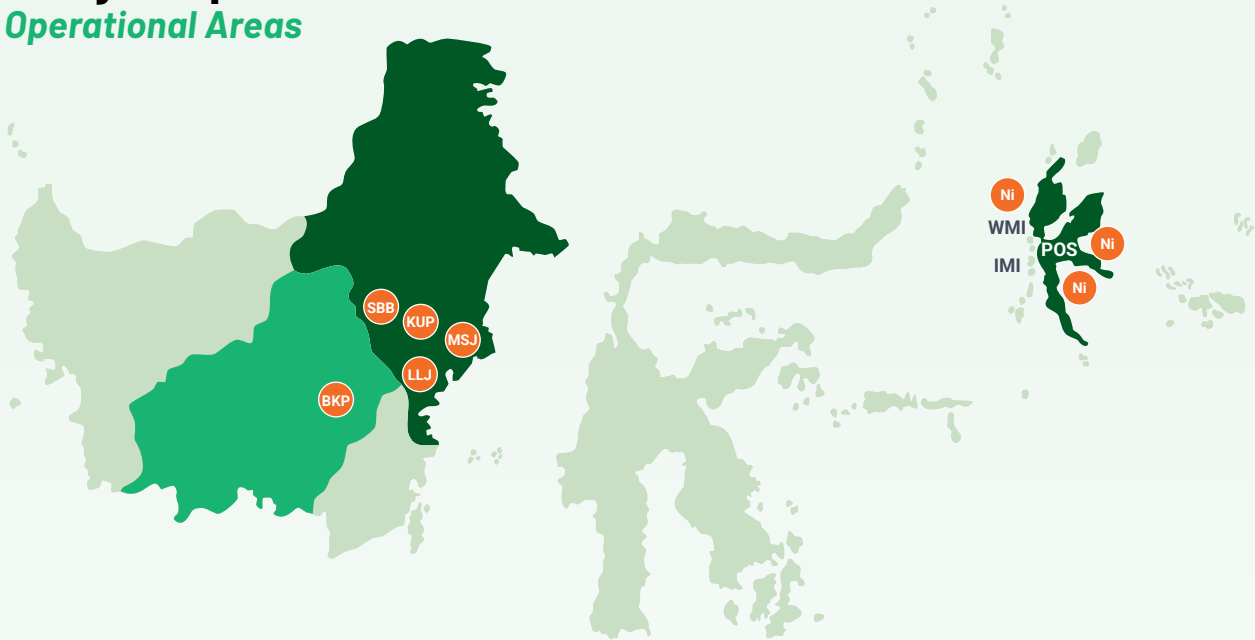 Operational Areas
SBB
KUP
MSJ
LLJ
BKP
Ni
WMI
IMI
POS
Ni
Ni